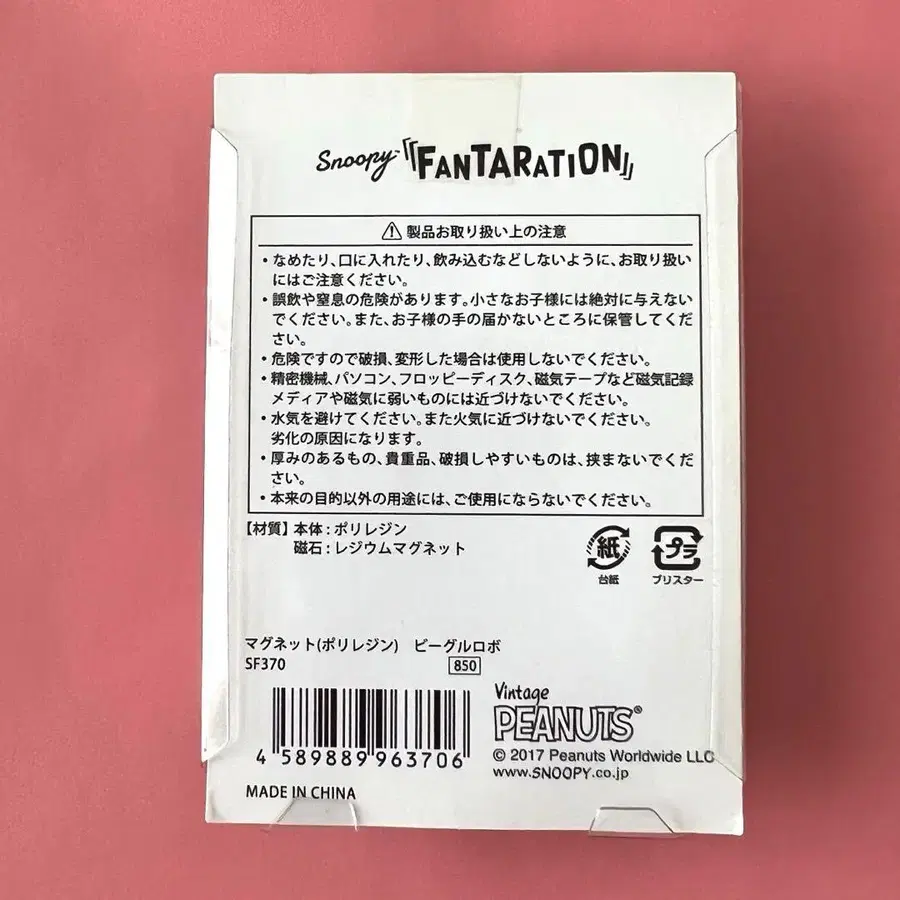 Snoopy™ FANTARATION
⚠ 製品お取り扱い上の注意
・なめたり、口に入れたり、飲み込むなどしないように、お取り扱い
にはご注意ください。
・誤飲や窒息の危険があります。小さなお子様には絶対に与えない
でください。また、お子様の手の届かないところに保管してくだ
さい。
・危険ですので破損、変形した場合は使用しないでください。
・精密機械、パソコン、フロッピーディスク、磁気テープなど磁気記録
メディアや磁気に弱いものには近づけないでください。
・水気を避けてください。また火気に近づけないでください。
劣化の原因になります。
・厚みのあるもの、貴重品、破損しやすいものは、挟まないでくだ
さい。
・本来の目的以外の用途には、ご使用にならないでください。
【材質】本体：ポリレジン
磁石：レジウムマグネット
紙
台紙
プラ
ブリスター
マグネット(ポリレジン) ビーグルロボ
SF370 850
4 589889 963706
MADE IN CHINA
Vintage
PEANUTS®
© 2017 Peanuts Worldwide LLC
www.SNOOPY.co.jp